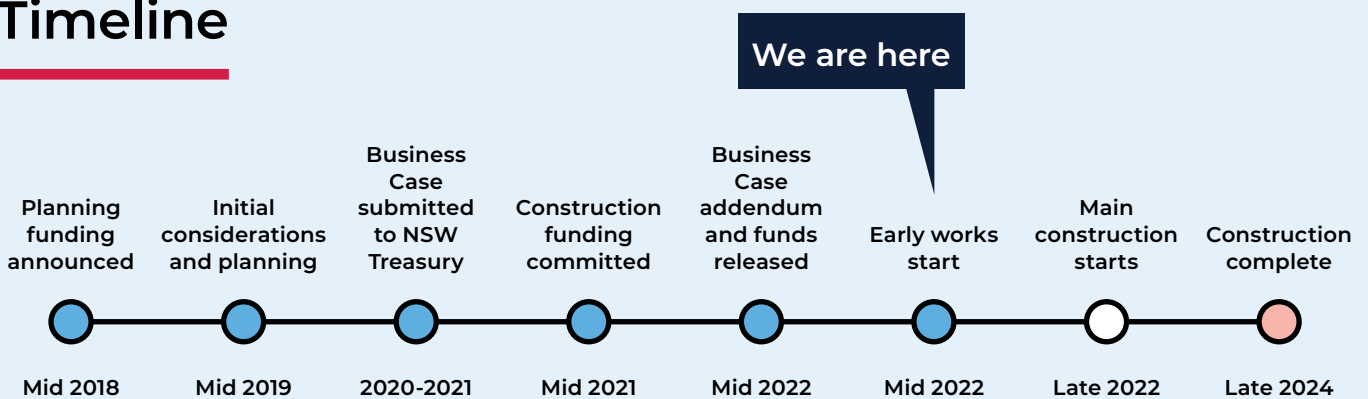 Timeline
We are here
Planning
funding
announced
Initial
considerations
and planning
Business
Case
submitted
to NSW
Treasury
Construction
funding
committed
Business
Case
addendum
and funds
released
Early works
start
Main
construction
starts
Construction
complete
Mid 2018
Mid 2019
2020-2021
Mid 2021
Mid 2022
Mid 2022
Late 2022
Late 2024